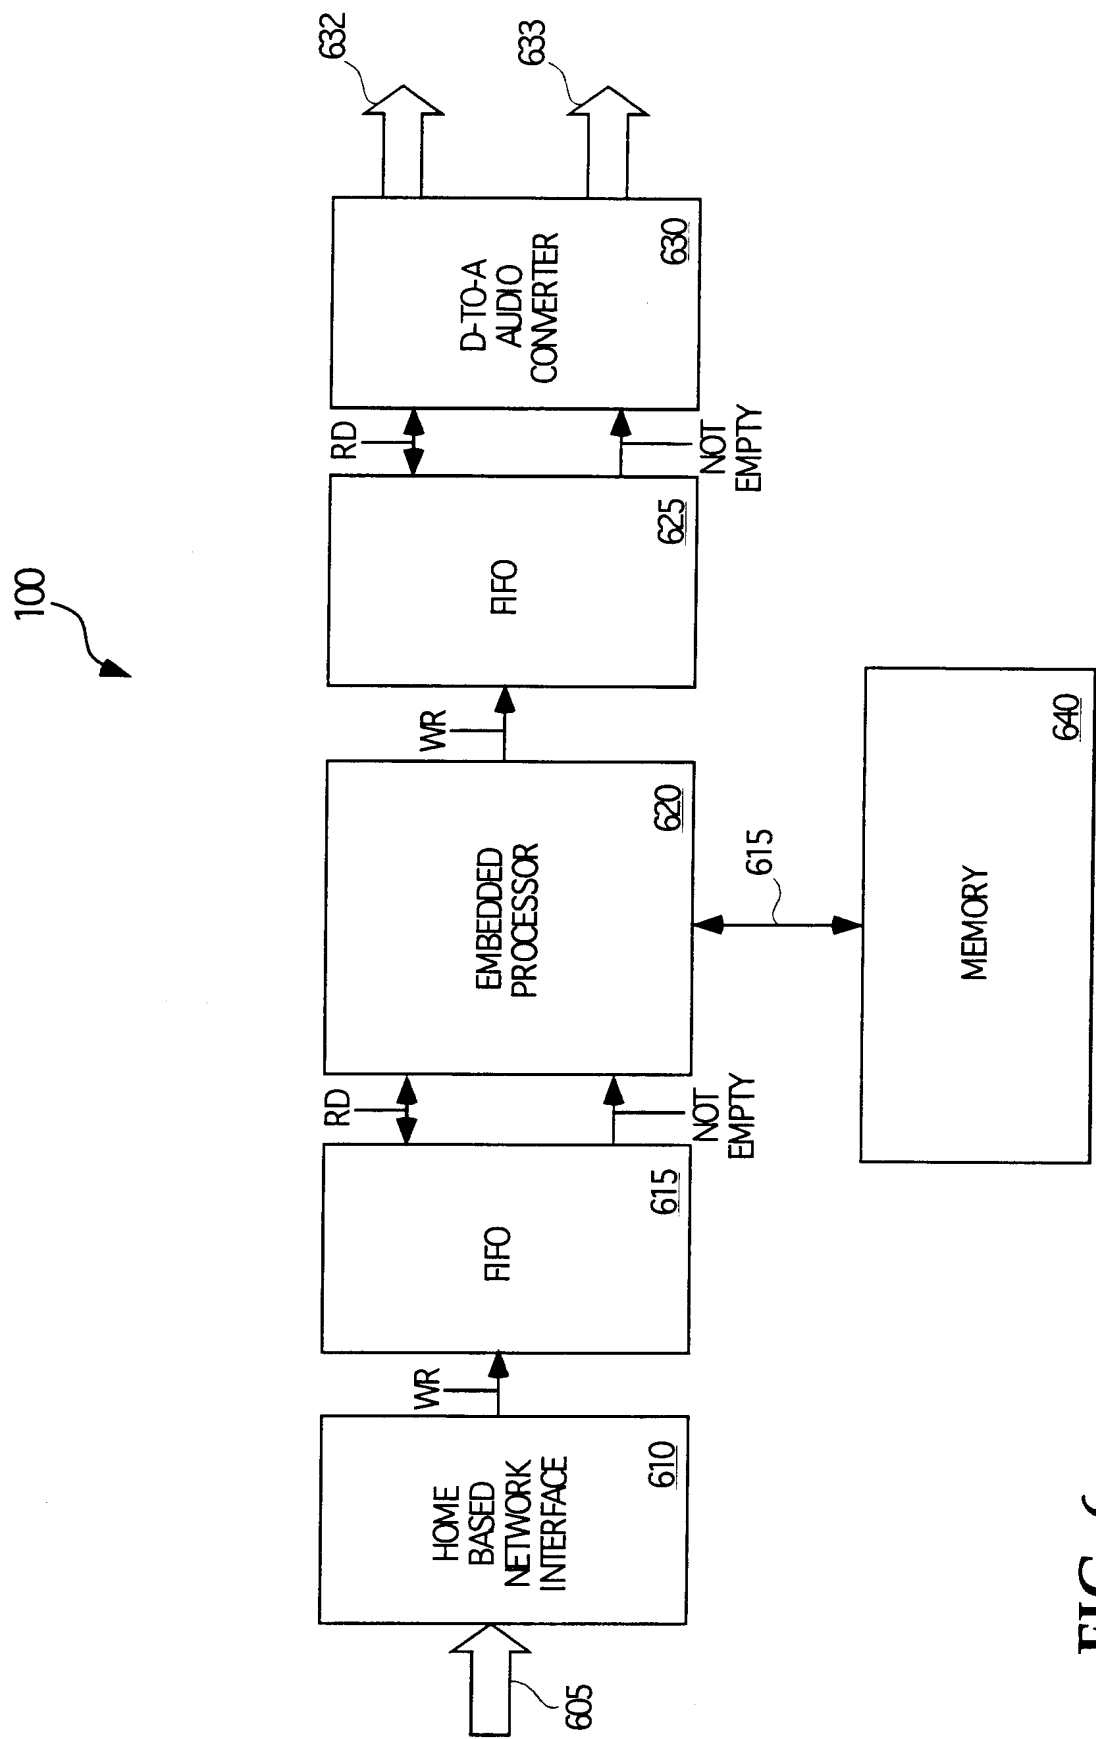 100
605
HOME
BASED
NETWORK
INTERFACE
610
WR
FIFO
615
RD
NOT
EMPTY
EMBEDDED
PROCESSOR
620
WR
FIFO
625
RD
NOT
EMPTY
D-TO-A
AUDIO
CONVERTER
630
632
633
615
MEMORY
640
FIG.